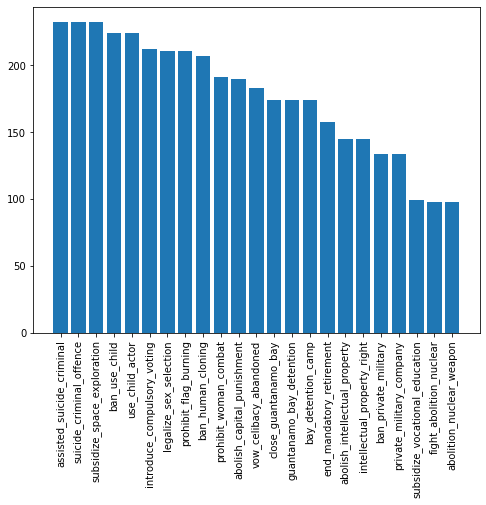 200
150
100
50
0
assisted_suicide_criminal
suicide_criminal_offence
subsidize_space_exploration
ban_use_child
use_child_actor
introduce_compulsory_voting
legalize_sex_selection
prohibit_flag_burning
ban_human_cloning
prohibit_woman_combat
abolish_capital_punishment
vow_celibacy_abandoned
close_guantanamo_bay
guantanamo_bay_detention
bay_detention_camp
end_mandatory_retirement
abolish_intellectual_property
intellectual_property_right
ban_private_military
private_military_company
subsidize_vocational_education
fight_abolition_nuclear
abolition_nuclear_weapon